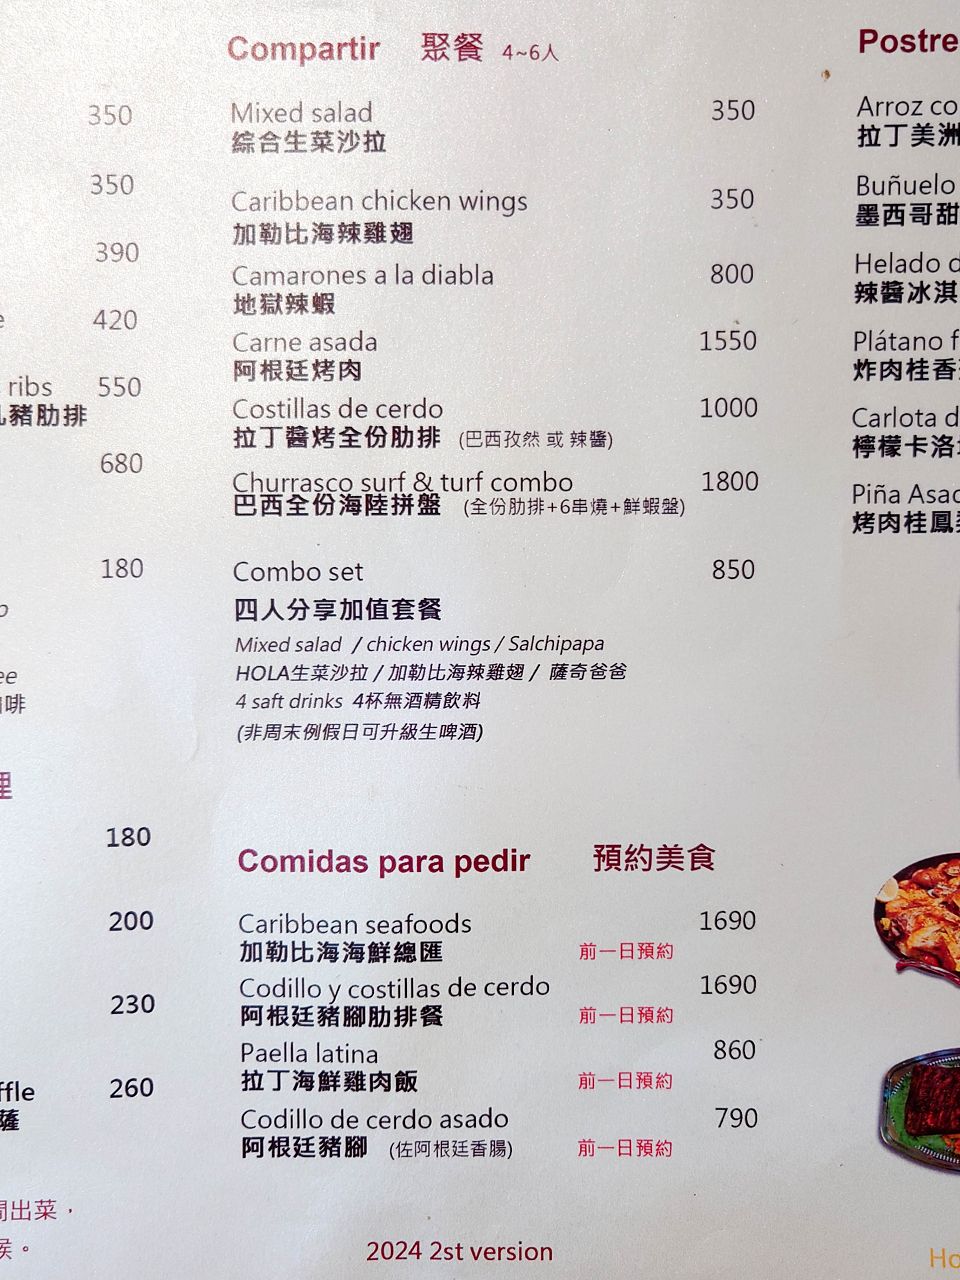 350
350
390
420
ribs 550
豬肋排
680
180
啡
180
200
230
260
出菜，
。
Compartir 聚餐 4~6人
Mixed salad 350
綜合生菜沙拉
Caribbean chicken wings 350
加勒比海辣雞翅
Camarones a la diabla 800
地獄辣蝦
Carne asada 1550
阿根廷烤肉
Costillas de cerdo 1000
拉丁醬烤全份肋排 (巴西孜然 或 辣醬)
Churrasco surf & turf combo 1800
巴西全份海陸拼盤 (全份肋排+6串燒+鮮蝦盤)
Combo set 850
四人分享加值套餐
Mixed salad / chicken wings / Salchipapa
HOLA生菜沙拉 / 加勒比海辣雞翅 / 薩奇爸爸
4 saft drinks 4杯無酒精飲料
(非周末例假日可升級生啤酒)
Comidas para pedir 預約美食
Caribbean seafoods 1690
加勒比海海鮮總匯 前一日預約
Codillo y costillas de cerdo 1690
阿根廷豬腳肋排餐 前一日預約
Paella latina 860
拉丁海鮮雞肉飯 前一日預約
Codillo de cerdo asado 790
阿根廷豬腳 (佐阿根廷香腸) 前一日預約
2024 2st version
Postre
Arroz co
拉丁美洲
Buñuelo
墨西哥甜
Helado d
辣醬冰淇
Plátano f
炸肉桂香
Carlota d
檸檬卡洛
Piña Asad
烤肉桂鳳
Ho